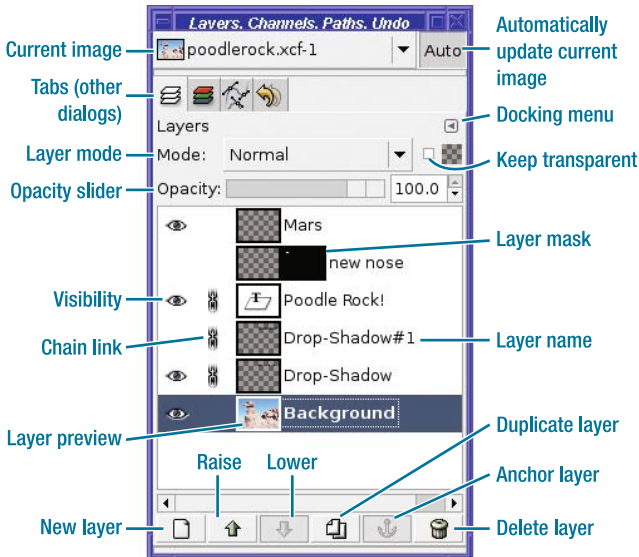 Layers. Channels. Paths. Undo
Current image
poodlerock.xcf-1
Auto
Automatically
update current
image
Tabs (other
dialogs)
Layers
Docking menu
Layer mode
Mode:
Normal
Keep transparent
Opacity slider
Opacity:
100.0
Mars
Layer mask
new nose
Visibility
T
Poodle Rock!
Chain link
Drop-Shadow#1
Layer name
Drop-Shadow
Background
Layer preview
Duplicate layer
Raise
Lower
Anchor layer
New layer
Delete layer